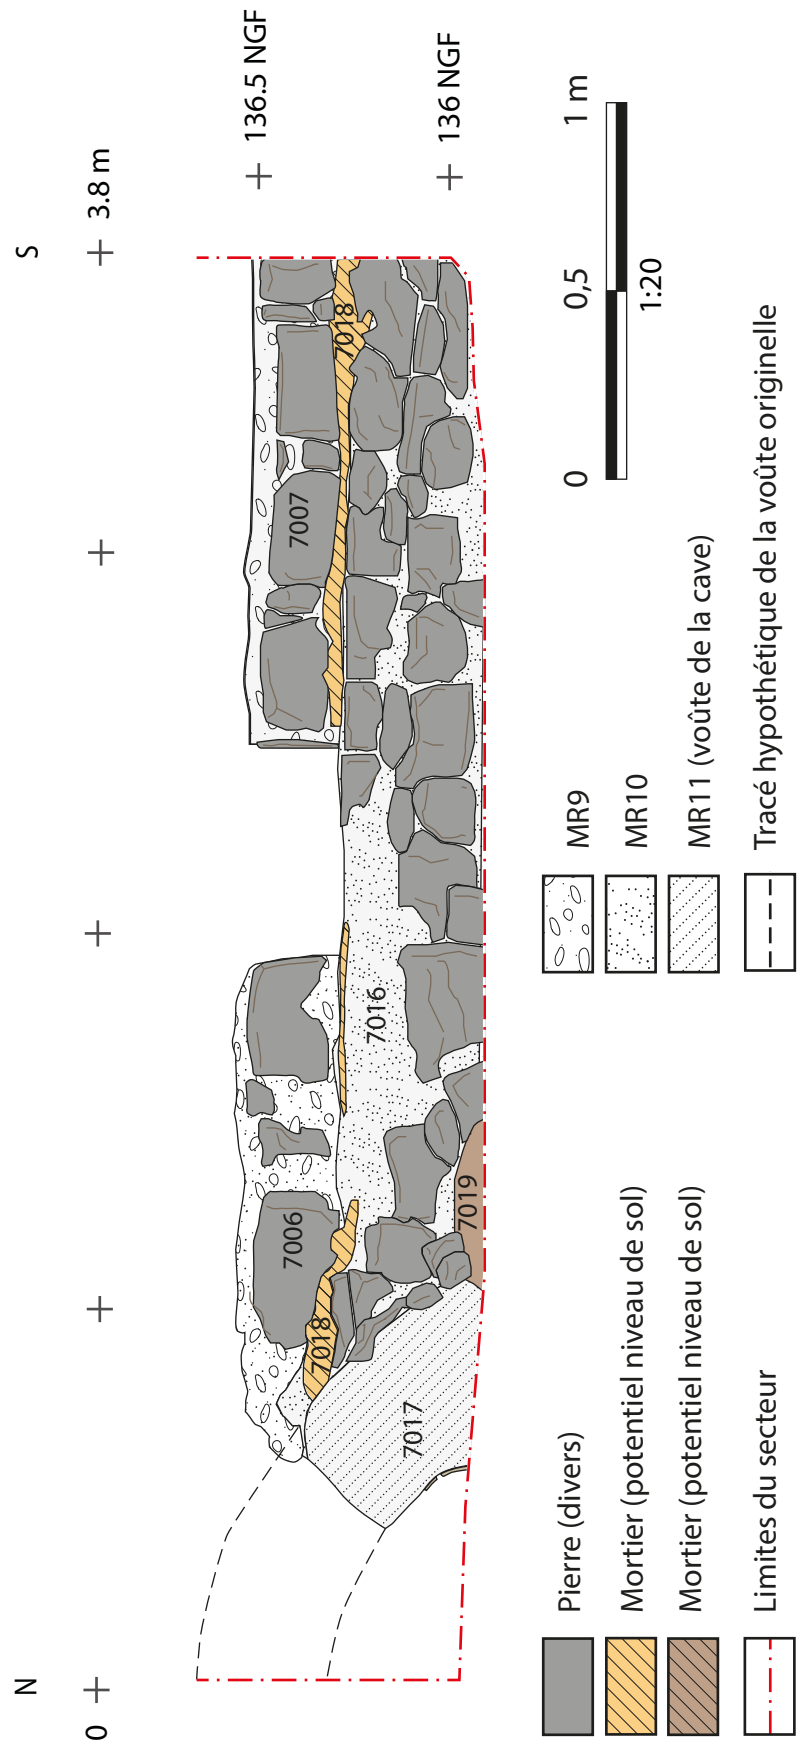 N
S
0
3.8 m
136.5 NGF
136 NGF
7006
7007
7018
7018
7016
7019
7017
0
0,5
1 m
1:20
Pierre (divers)
Mortier (potentiel niveau de sol)
Mortier (potentiel niveau de sol)
Limites du secteur
MR9
MR10
MR11 (voûte de la cave)
Tracé hypothétique de la voûte originelle